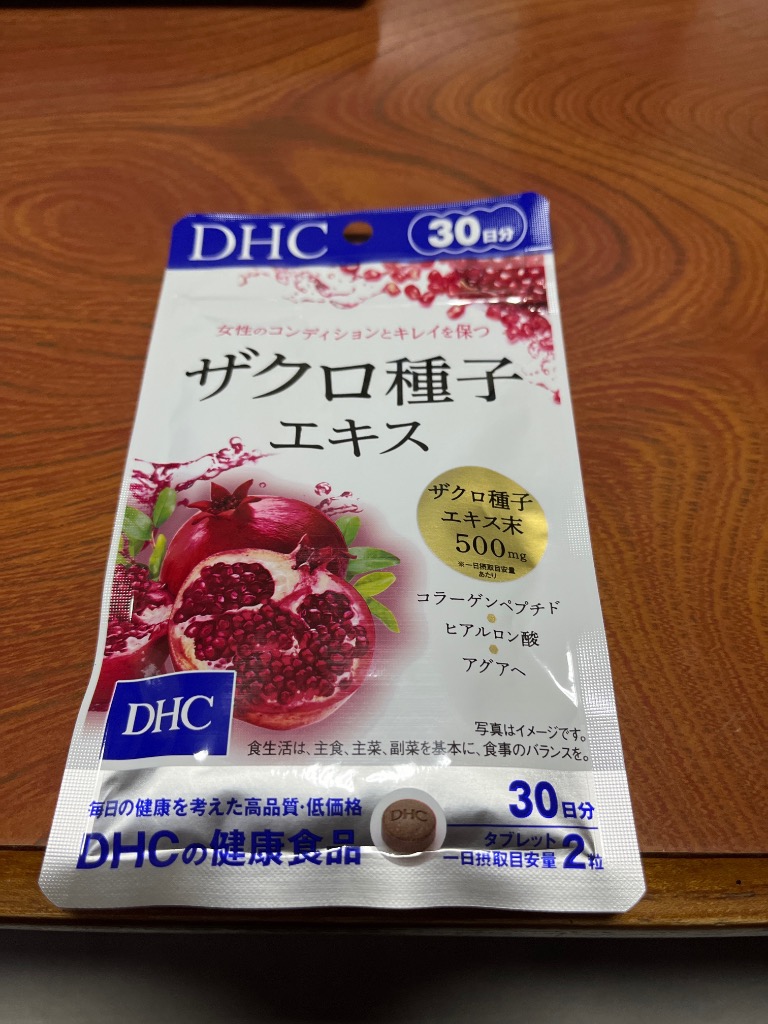 DHC
30日分
女性のコンディションとキレイを保つ
ザクロ種子
エキス
ザクロ種子
エキス末
500mg
※一日摂取目安量
あたり
コラーゲンペプチド
ヒアルロン酸
アグアヘ
DHC
写真はイメージです。
食生活は、主食、主菜、副菜を基本に、食事のバランスを。
毎日の健康を考えた高品質・低価格
DHCの健康食品
DHC
30日分
タブレット
一日摂取目安量 2粒